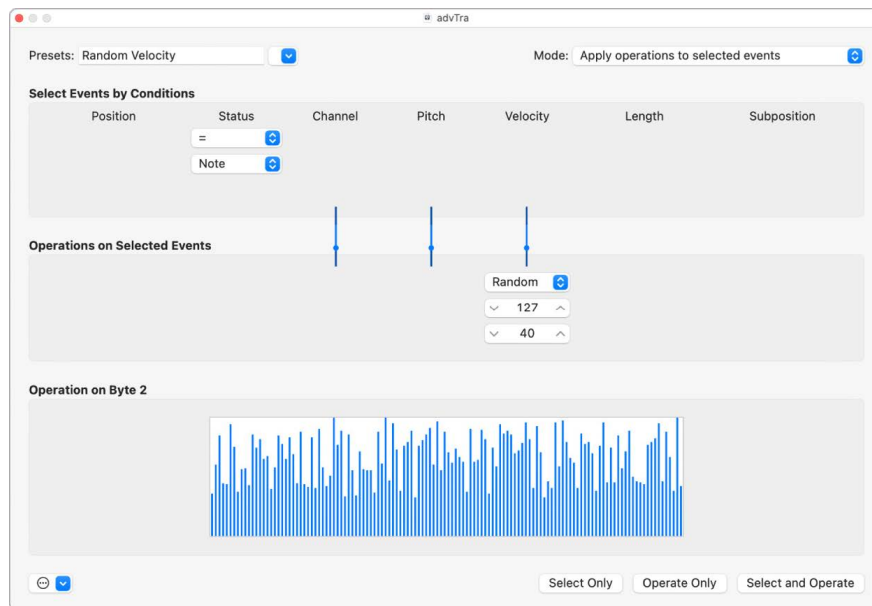 advTra
Presets: Random Velocity
Mode: Apply operations to selected events
Select Events by Conditions
Position Status Channel Pitch Velocity Length Subposition
=
Note
Operations on Selected Events
Random
127
40
Operation on Byte 2
Select Only Operate Only Select and Operate